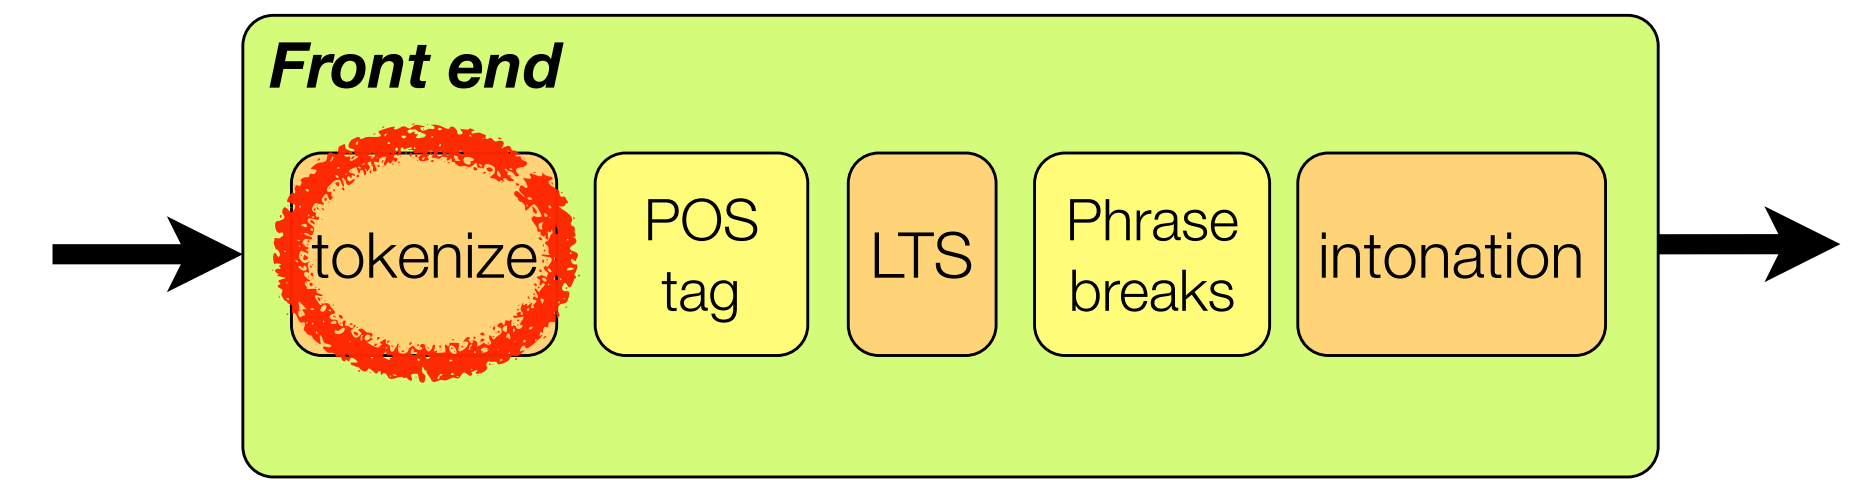 Front end
tokenize
POS
tag
LTS
Phrase
breaks
intonation